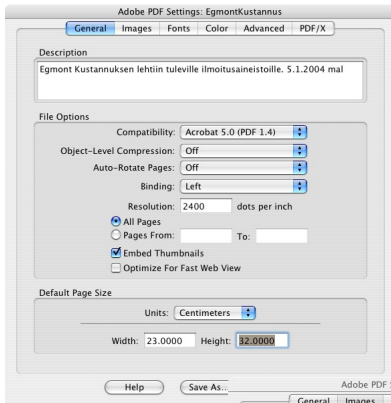 Adobe PDF Settings: EgmontKustannus
General Images Fonts Color Advanced PDF/X
Description
Egmont Kustannuksen lehtiin tuleville ilmoitusaineistoille. 5.1.2004 mal
File Options
Compatibility: Acrobat 5.0 (PDF 1.4)
Object-Level Compression: Off
Auto-Rotate Pages: Off
Binding: Left
Resolution: 2400 dots per inch
All Pages
Pages From: To:
Embed Thumbnails
Optimize For Fast Web View
Default Page Size
Units: Centimeters
Width: 23.0000 Height: 32.0000
Help Save As... Adobe PDF S
General Images